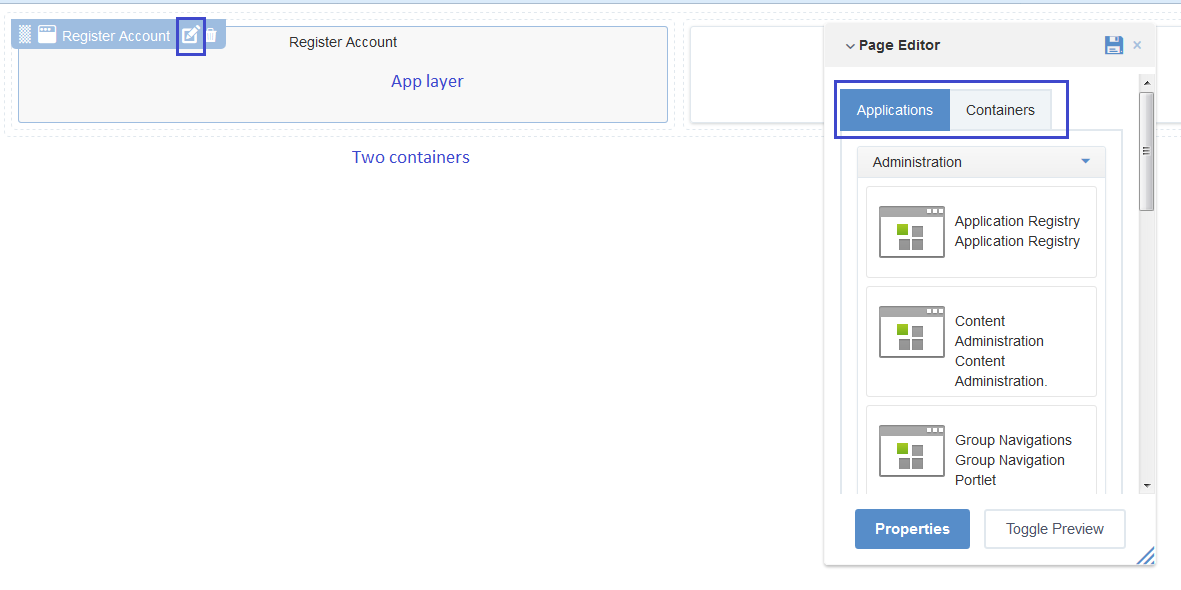 Register Account
Register Account
App layer
Two containers
Page Editor
×
Applications
Containers
Administration
Application Registry
Application Registry
Content
Administration
Content
Administration.
Group Navigations
Group Navigation
Portlet
Properties
Toggle Preview